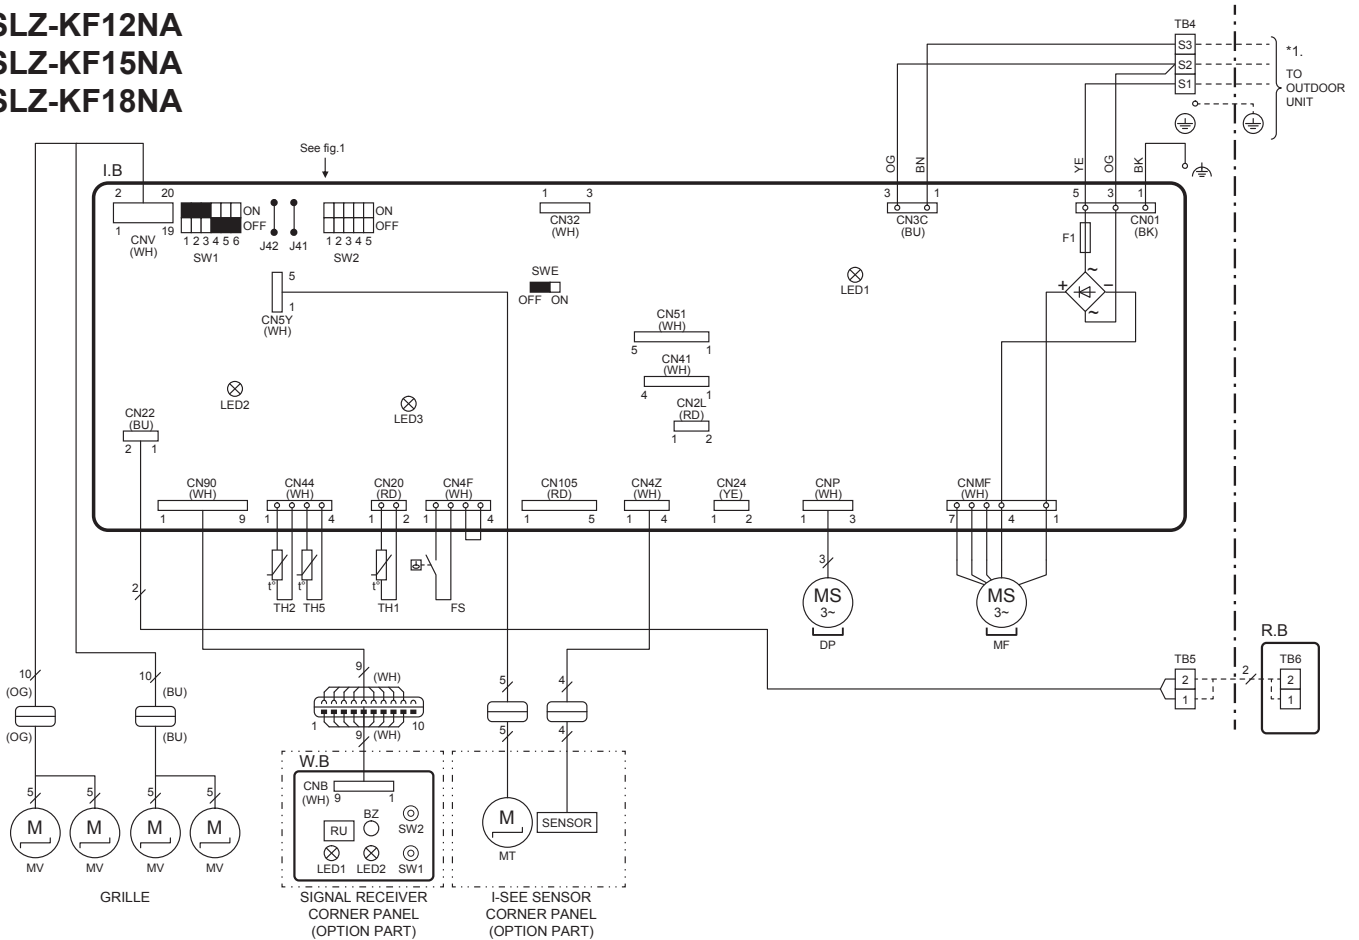 SLZ-KF12NA
SLZ-KF15NA
SLZ-KF18NA
TB4
S3
S2
S1
*1.
TO
OUTDOOR
UNIT
See fig.1
I.B
OG
BN
YE
OG
BK
2
20
1
19
CNV
(WH)
ON
OFF
1 2 3 4 5 6
SW1
J42
J41
ON
OFF
1 2 3 4 5
SW2
1
3
CN32
(WH)
3
1
CN3C
(BU)
5
3
1
CN01
(BK)
F1
~
+
−
~
5
1
CN5Y
(WH)
SWE
OFF
ON
LED1
CN51
(WH)
5
1
CN41
(WH)
4
1
CN2L
(RD)
1
2
LED2
LED3
CN22
(BU)
2
1
CN90
(WH)
1
9
CN44
(WH)
1
4
CN20
(RD)
1
2
CN4F
(WH)
1
4
CN105
(RD)
1
5
CN4Z
(WH)
1
4
CN24
(YE)
1
2
CNP
(WH)
1
3
CNMF
(WH)
7
4
1
2
t°
TH2
t°
TH5
t°
TH1
FS
3
MS
3~
DP
MS
3~
MF
R.B
TB5
2
1
2
TB6
2
1
10
(OG)
(OG)
10
(BU)
(BU)
9
(WH)
1
10
9
(WH)
5
5
4
4
W.B
CNB
(WH)
9
1
RU
BZ
SW2
LED1
LED2
SW1
M
MT
SENSOR
5
M
MV
5
M
MV
5
M
MV
5
M
MV
GRILLE
SIGNAL RECEIVER
CORNER PANEL
(OPTION PART)
I-SEE SENSOR
CORNER PANEL
(OPTION PART)